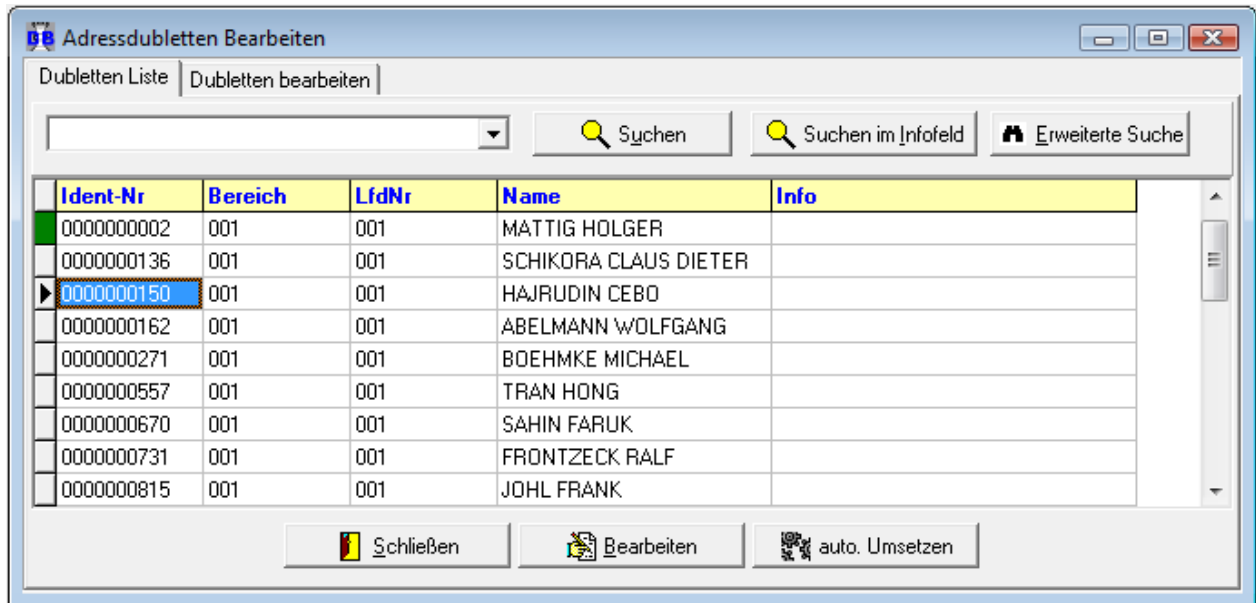 BB Adressdubletten Bearbeiten
Dubletten Liste Dubletten bearbeiten
Suchen Suchen im Infofeld Erweiterte Suche
Ident-Nr Bereich LfdNr Name Info
0000000002 001 001 MATTIG HOLGER
0000000136 001 001 SCHIKORA CLAUS DIETER
0000000150 001 001 HAJRUDIN CEBO
0000000162 001 001 ABELMANN WOLFGANG
0000000271 001 001 BOEHMKE MICHAEL
0000000557 001 001 TRAN HONG
0000000670 001 001 SAHIN FARUK
0000000731 001 001 FRONTZECK RALF
0000000815 001 001 JOHL FRANK
Schließen Bearbeiten auto. Umsetzen